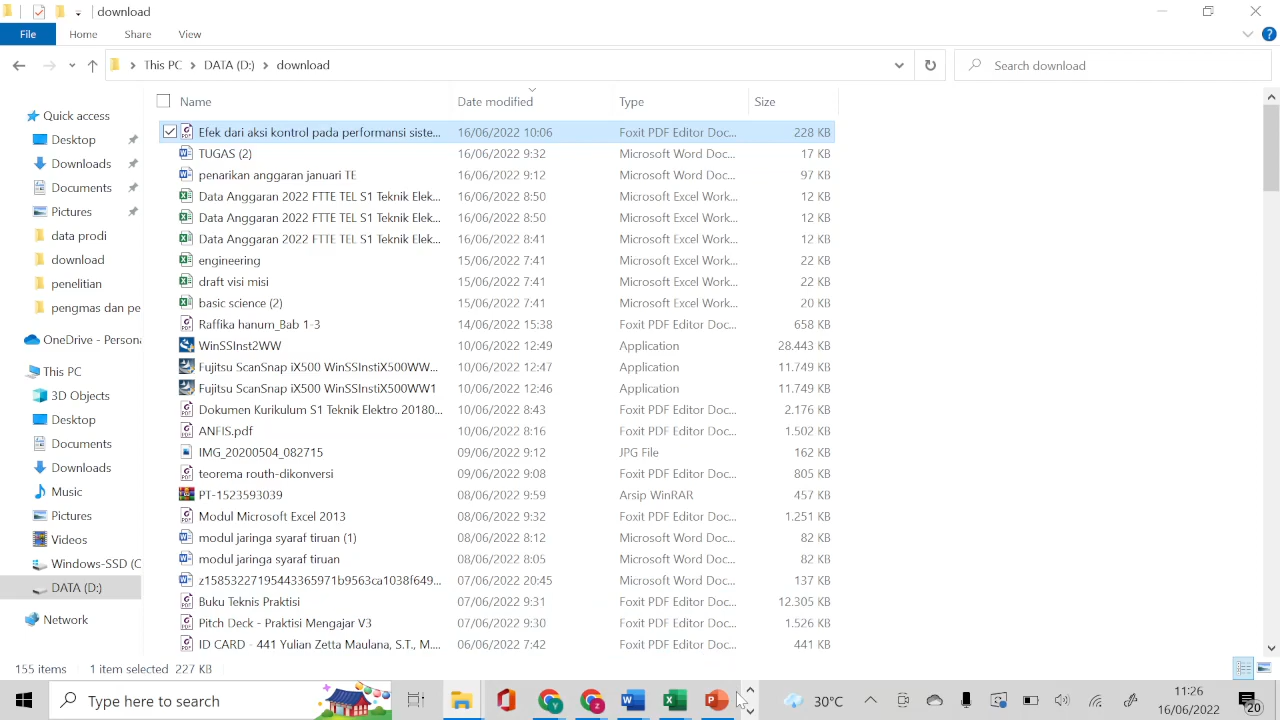 download
File Home Share View
This PC DATA (D:) download Search download
Name Date modified Type Size
Quick access
Desktop
Downloads
Documents
Pictures
data prodi
download
penelitian
pengmas dan pe
OneDrive - Persona
This PC
3D Objects
Desktop
Documents
Downloads
Music
Pictures
Videos
Windows-SSD (C
DATA (D:)
Network
Efek dari aksi kontrol pada performansi siste... 16/06/2022 10:06 Foxit PDF Editor Doc... 228 KB
TUGAS (2) 16/06/2022 9:32 Microsoft Word Doc... 17 KB
penarikan anggaran januari TE 16/06/2022 9:12 Microsoft Word Doc... 97 KB
Data Anggaran 2022 FTTE TEL S1 Teknik Elek... 16/06/2022 8:50 Microsoft Excel Work... 12 KB
Data Anggaran 2022 FTTE TEL S1 Teknik Elek... 16/06/2022 8:50 Microsoft Excel Work... 12 KB
Data Anggaran 2022 FTTE TEL S1 Teknik Elek... 16/06/2022 8:41 Microsoft Excel Work... 12 KB
engineering 15/06/2022 7:41 Microsoft Excel Work... 22 KB
draft visi misi 15/06/2022 7:41 Microsoft Excel Work... 22 KB
basic science (2) 15/06/2022 7:41 Microsoft Excel Work... 20 KB
Raffika hanum_Bab 1-3 14/06/2022 15:38 Foxit PDF Editor Doc... 658 KB
WinSSInst2WW 10/06/2022 12:49 Application 28.443 KB
Fujitsu ScanSnap iX500 WinSSInstiX500WW... 10/06/2022 12:47 Application 11.749 KB
Fujitsu ScanSnap iX500 WinSSInstiX500WW1 10/06/2022 12:46 Application 11.749 KB
Dokumen Kurikulum S1 Teknik Elektro 20180... 10/06/2022 8:43 Foxit PDF Editor Doc... 2.176 KB
ANFIS.pdf 10/06/2022 8:16 Foxit PDF Editor Doc... 1.502 KB
IMG_20200504_082715 09/06/2022 9:12 JPG File 162 KB
teorema routh-dikonversi 09/06/2022 9:08 Foxit PDF Editor Doc... 805 KB
PT-1523593039 08/06/2022 9:59 Arsip WinRAR 457 KB
Modul Microsoft Excel 2013 08/06/2022 9:32 Foxit PDF Editor Doc... 1.251 KB
modul jaringa syaraf tiruan (1) 08/06/2022 8:12 Microsoft Word Doc... 82 KB
modul jaringa syaraf tiruan 08/06/2022 8:05 Microsoft Word Doc... 82 KB
z15853227195443365971b9563ca1038f649... 07/06/2022 20:45 Microsoft Word Doc... 137 KB
Buku Teknis Praktisi 07/06/2022 9:31 Foxit PDF Editor Doc... 12.305 KB
Pitch Deck - Praktisi Mengajar V3 07/06/2022 9:30 Foxit PDF Editor Doc... 1.526 KB
ID CARD - 441 Yulian Zetta Maulana, S.T., M.... 06/06/2022 7:42 Foxit PDF Editor Doc... 441 KB
155 items 1 item selected 227 KB
Type here to search 30°C 11:26
16/06/2022 20